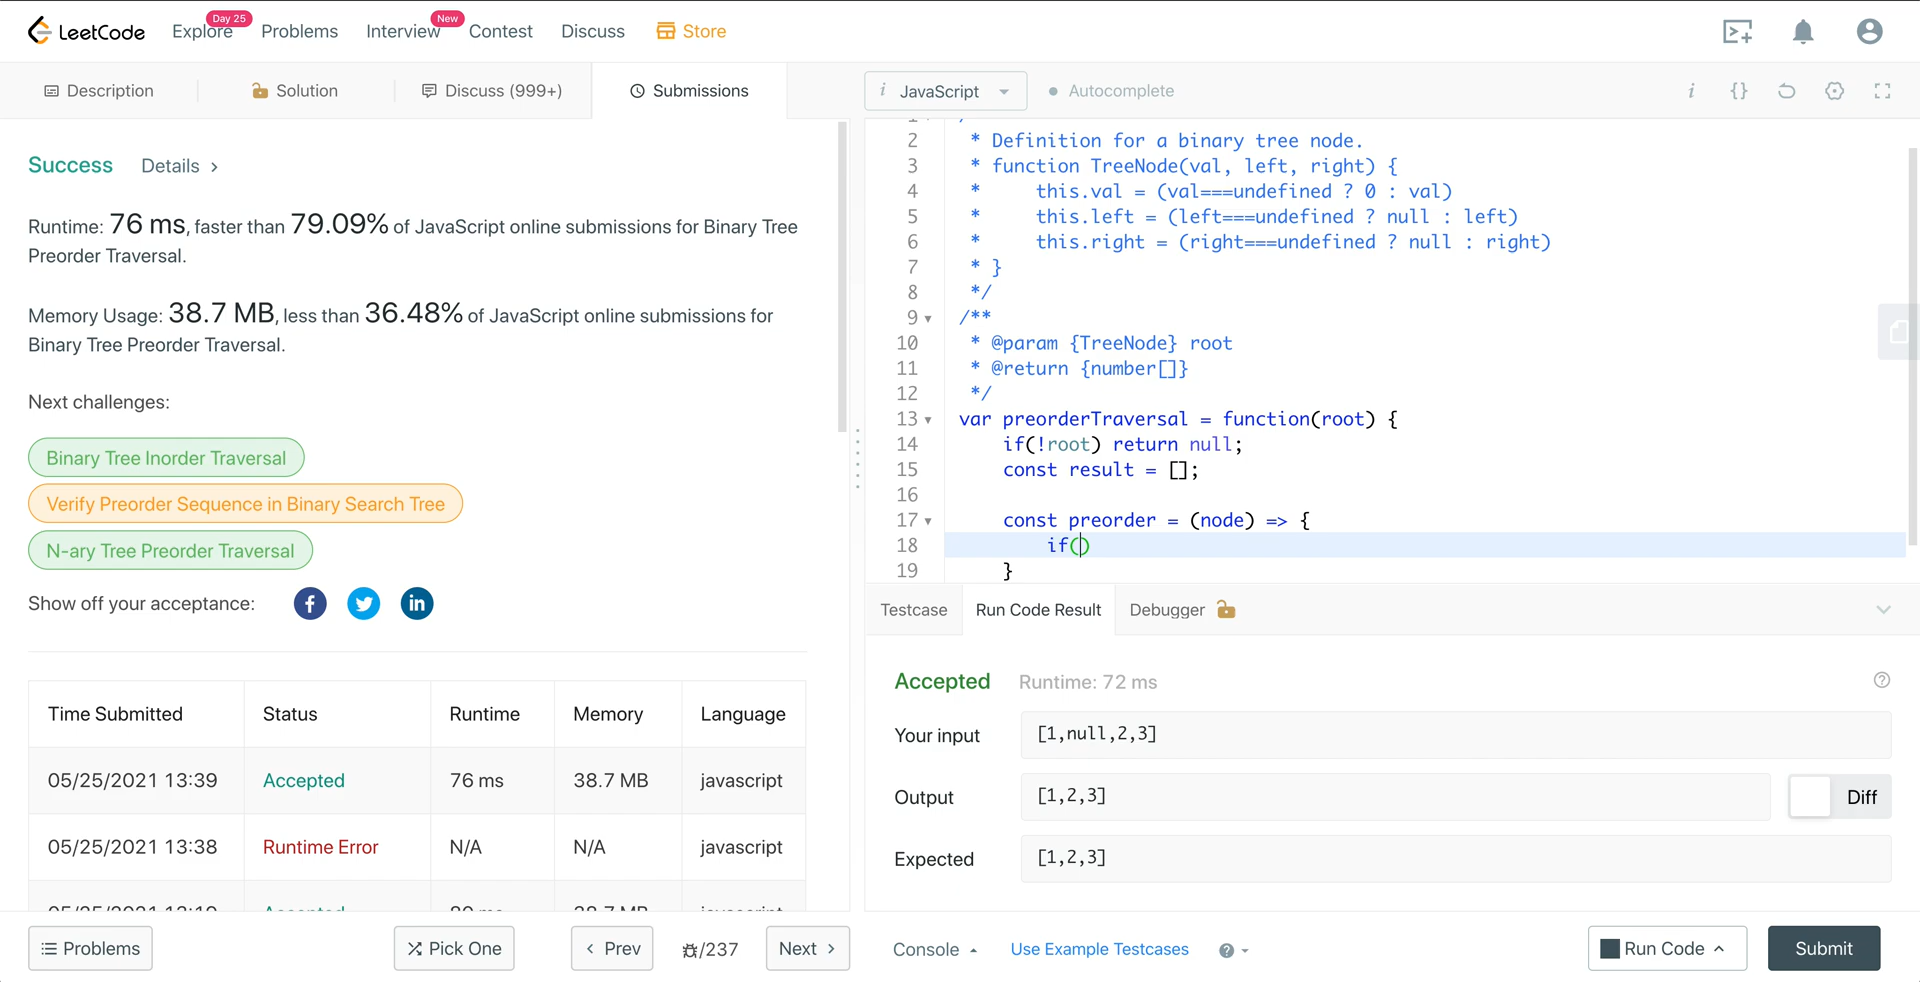 LeetCode
Explore
Day 25
Problems
Interview
New
Contest
Discuss
Store
Description
Solution
Discuss (999+)
Submissions
i JavaScript
Autocomplete
Success
Details
Runtime: 76 ms, faster than 79.09% of JavaScript online submissions for Binary Tree
Preorder Traversal.
Memory Usage: 38.7 MB, less than 36.48% of JavaScript online submissions for
Binary Tree Preorder Traversal.
Next challenges:
Binary Tree Inorder Traversal
Verify Preorder Sequence in Binary Search Tree
N-ary Tree Preorder Traversal
Show off your acceptance:
Time Submitted Status Runtime Memory Language
05/25/2021 13:39 Accepted 76 ms 38.7 MB javascript
05/25/2021 13:38 Runtime Error N/A N/A javascript
Problems
Pick One
Prev
/237
Next
2 * Definition for a binary tree node.
3 * function TreeNode(val, left, right) {
4 * this.val = (val===undefined ? 0 : val)
5 * this.left = (left===undefined ? null : left)
6 * this.right = (right===undefined ? null : right)
7 * }
8 */
9 /**
10 * @param {TreeNode} root
11 * @return {number[]}
12 */
13 var preorderTraversal = function(root) {
14 if(!root) return null;
15 const result = [];
16
17 const preorder = (node) => {
18 if()
19 }
Testcase
Run Code Result
Debugger
Accepted
Runtime: 72 ms
Your input
[1,null,2,3]
Output
[1,2,3]
Diff
Expected
[1,2,3]
Console
Use Example Testcases
Run Code
Submit